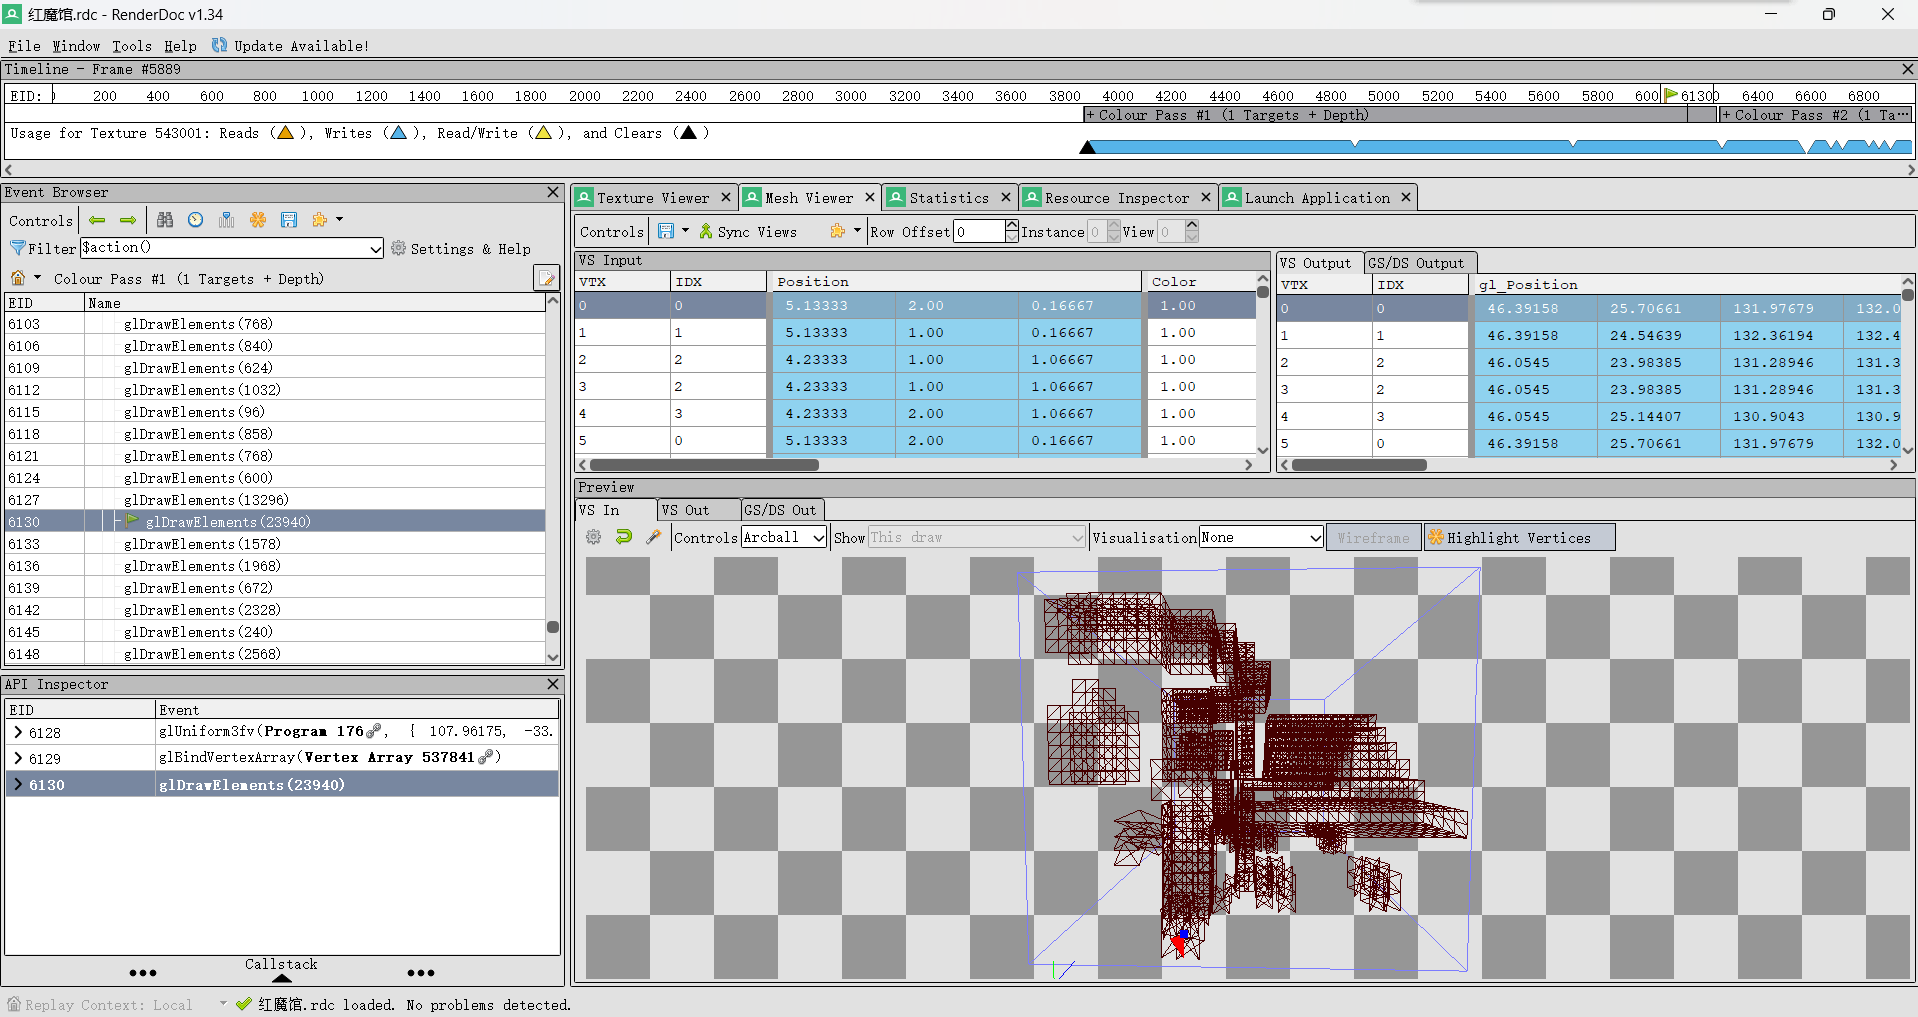 红魔馆.rdc - RenderDoc v1.34
File Window Tools Help Update Available!
Timeline - Frame #5889
EID: 200 400 600 800 1000 1200 1400 1600 1800 2000 2200 2400 2600 2800 3000 3200 3400 3600 3800 4000 4200 4400 4600 4800 5000 5200 5400 5600 5800 600 6130 6400 6600 6800
+ Colour Pass #1 (1 Targets + Depth) + Colour Pass #2 (1 Ta…
Usage for Texture 543001: Reads ( ), Writes ( ), Read/Write ( ), and Clears ( )
Event Browser
Controls
Filter $action() Settings & Help
Colour Pass #1 (1 Targets + Depth)
EID Name
6103 glDrawElements(768)
6106 glDrawElements(840)
6109 glDrawElements(624)
6112 glDrawElements(1032)
6115 glDrawElements(96)
6118 glDrawElements(858)
6121 glDrawElements(768)
6124 glDrawElements(600)
6127 glDrawElements(13296)
6130 glDrawElements(23940)
6133 glDrawElements(1578)
6136 glDrawElements(1968)
6139 glDrawElements(672)
6142 glDrawElements(2328)
6145 glDrawElements(240)
6148 glDrawElements(2568)
API Inspector
EID Event
6128 glUniform3fv(Program 176, { 107.96175, -33.
6129 glBindVertexArray(Vertex Array 537841)
6130 glDrawElements(23940)
Callstack
Texture Viewer Mesh Viewer Statistics Resource Inspector Launch Application
Controls Sync Views Row Offset 0 Instance 0 View 0
VS Input
VTX IDX Position Color
0 0 5.13333 2.00 0.16667 1.00
1 1 5.13333 1.00 0.16667 1.00
2 2 4.23333 1.00 1.06667 1.00
3 2 4.23333 1.00 1.06667 1.00
4 3 4.23333 2.00 1.06667 1.00
5 0 5.13333 2.00 0.16667 1.00
VS Output GS/DS Output
VTX IDX gl_Position
0 0 46.39158 25.70661 131.97679 132.0
1 1 46.39158 24.54639 132.36194 132.4
2 2 46.0545 23.98385 131.28946 131.3
3 2 46.0545 23.98385 131.28946 131.3
4 3 46.0545 25.14407 130.9043 130.9
5 0 46.39158 25.70661 131.97679 132.0
Preview
VS In VS Out GS/DS Out
Controls Arcball Show This draw Visualisation None Wireframe Highlight Vertices
Replay Context: Local 红魔馆.rdc loaded. No problems detected.